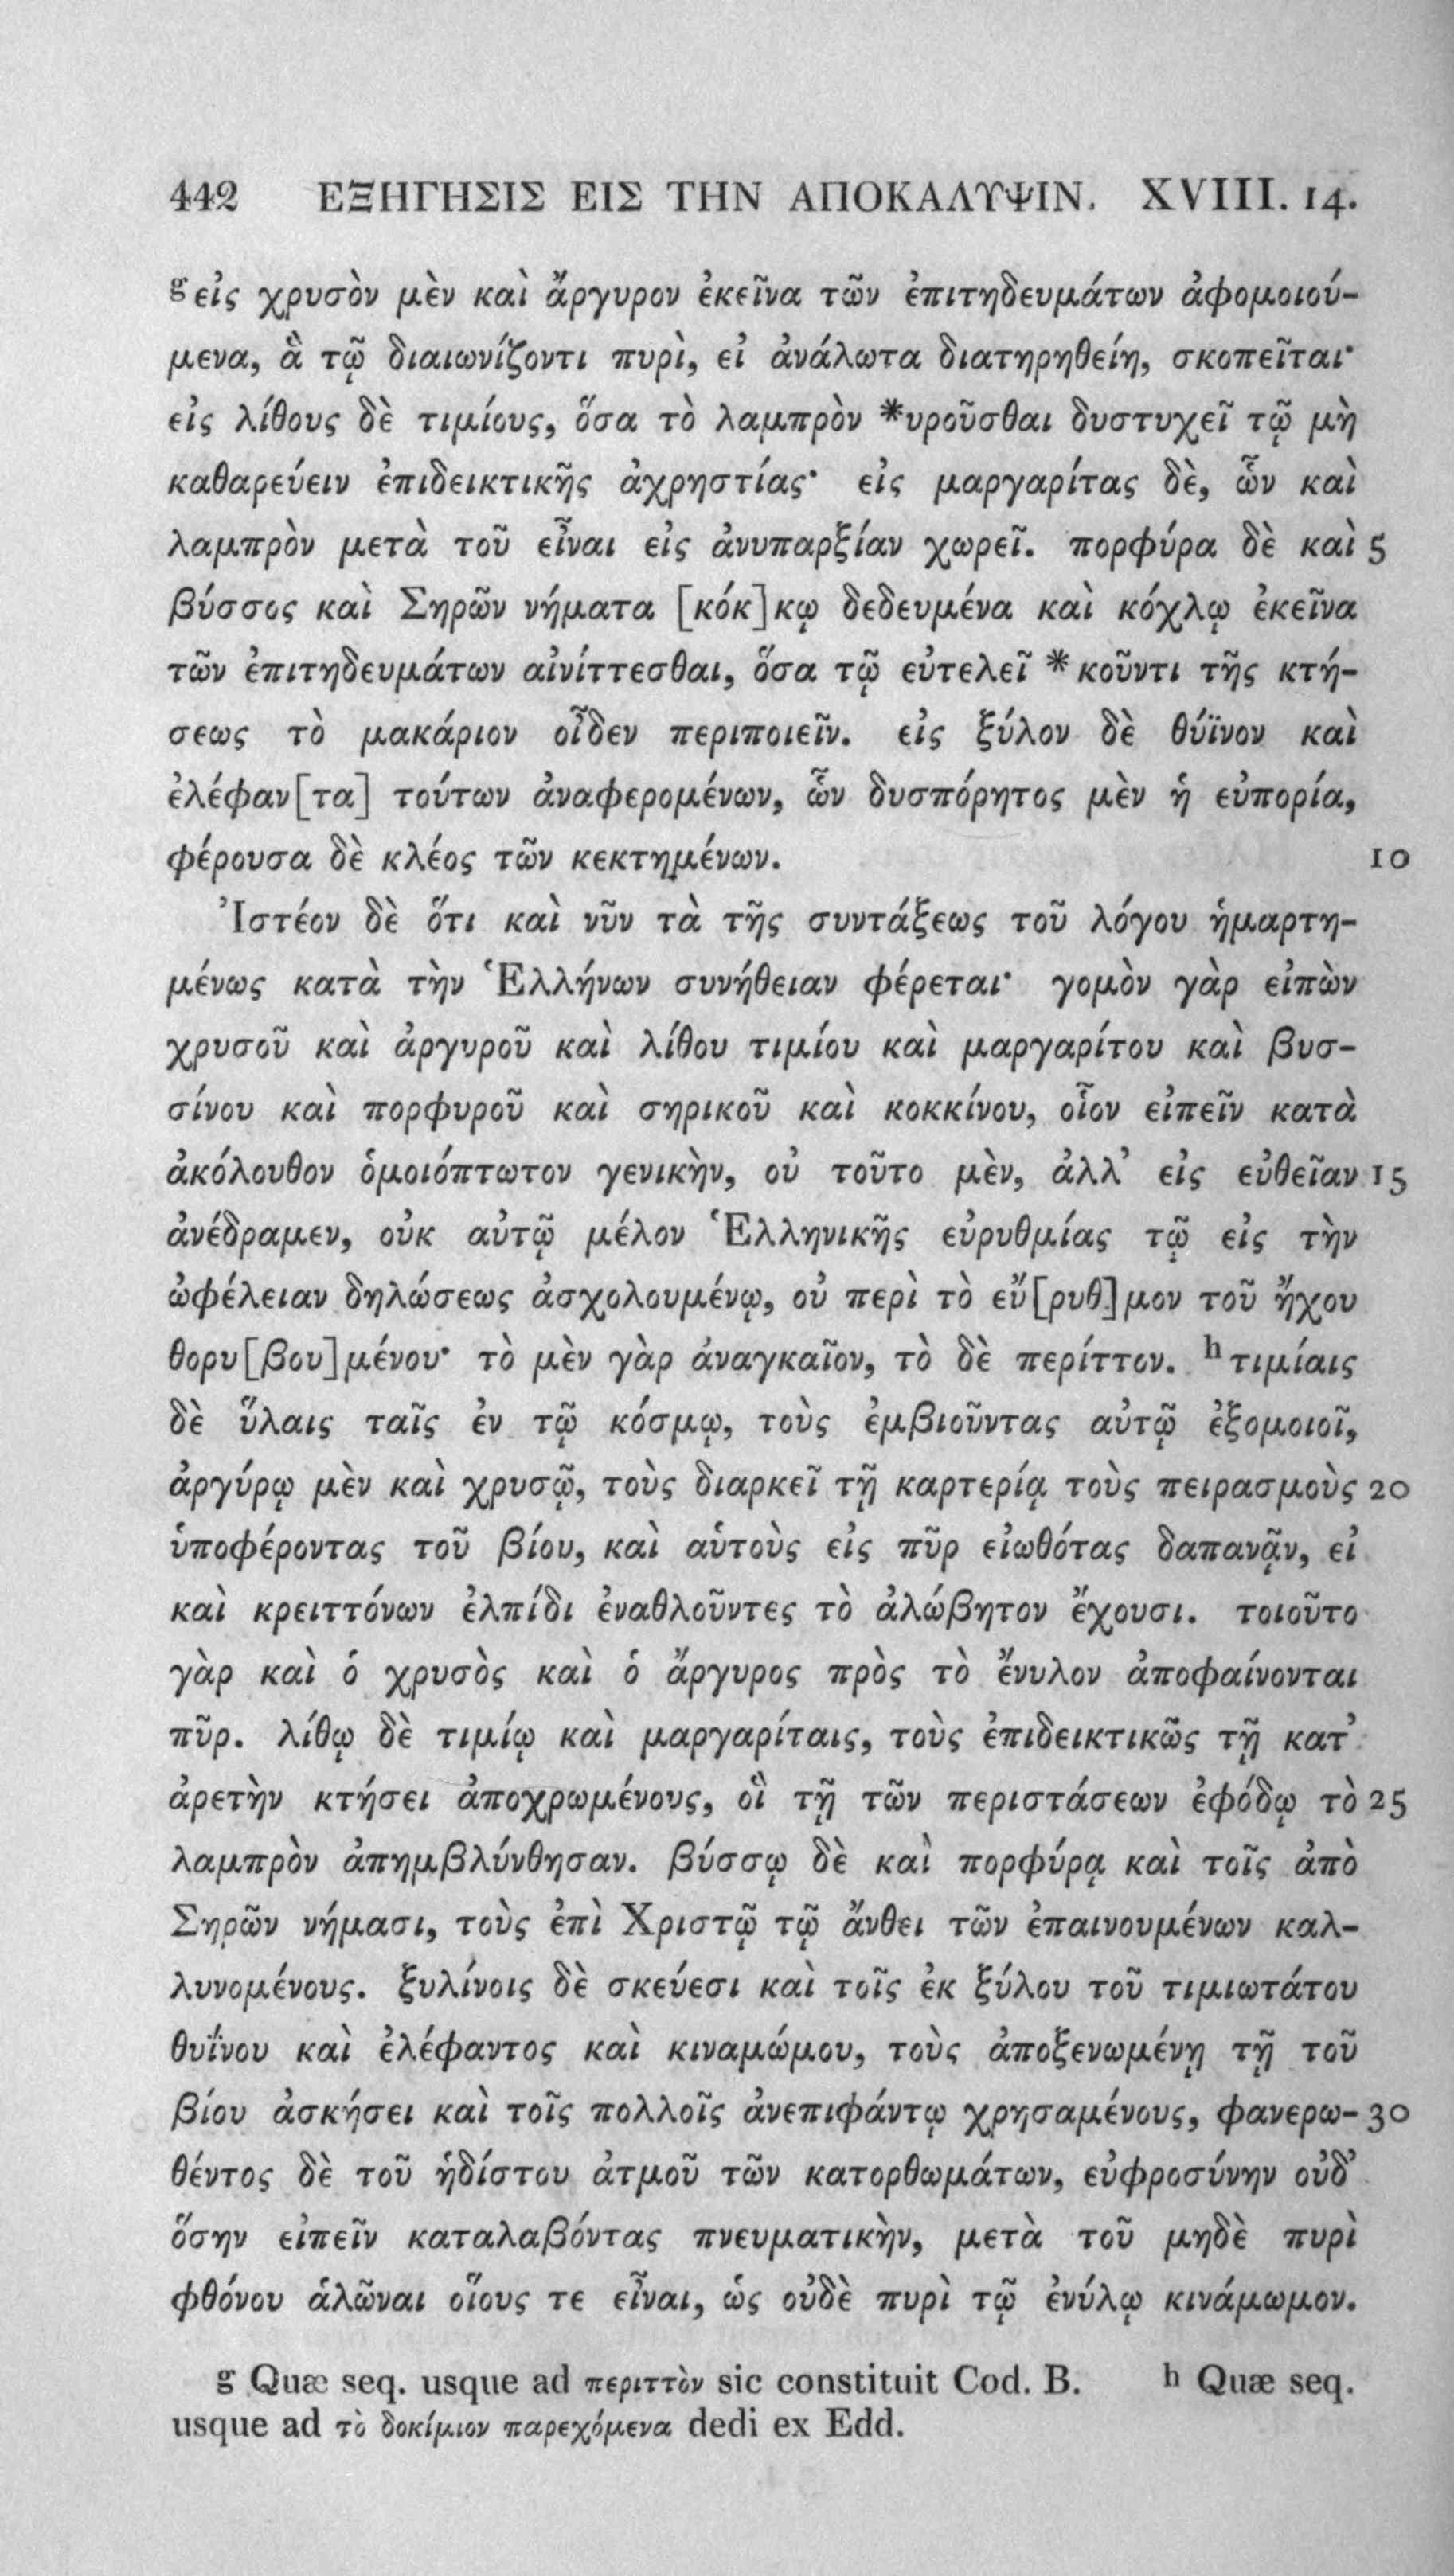 442 ΕΞΗΓΗΣΙΣ ΕΙΣ ΤΗΝ ΑΠΟΚΑΛΥΨΙΝ. XVIII. 14.
g εἰς χρυσὸν μὲν καὶ ἄργυρον ἐκεῖνα τῶν ἐπιτηδευμάτων ἀφομοιού-
μενα, ἃ τῷ διαιωνίζοντι πυρὶ, εἰ ἀνάλωτα διατηρηθείη, σκοπεῖται·
εἰς λίθους δὲ τιμίους, ὅσα τὸ λαμπρὸν *υροῦσθαι δυστυχεῖ τῷ μὴ
καθαρεύειν ἐπιδεικτικῆς ἀχρηστίας· εἰς μαργαρίτας δὲ, ὧν καὶ
λαμπρὸν μετὰ τοῦ εἶναι εἰς ἀνυπαρξίαν χωρεῖ. πορφύρα δὲ καὶ 5
βύσσος καὶ Σηρῶν νήματα [κόκ]κῳ δεδευμένα καὶ κόχλῳ ἐκεῖνα
τῶν ἐπιτηδευμάτων αἰνίττεσθαι, ὅσα τῷ εὐτελεῖ * κοῦντι τῆς κτή-
σεως τὸ μακάριον οἶδεν περιποιεῖν. εἰς ξύλον δὲ θύϊνον καὶ
ἐλέφαν[τα] τούτων ἀναφερομένων, ὧν δυσπόρητος μὲν ἡ εὐπορία,
φέρουσα δὲ κλέος τῶν κεκτημένων. 10
Ἰστέον δὲ ὅτι καὶ νῦν τὰ τῆς συντάξεως τοῦ λόγου ἡμαρτη-
μένως κατὰ τὴν Ἑλλήνων συνήθειαν φέρεται· γομὸν γὰρ εἰπὼν
χρυσοῦ καὶ ἀργυροῦ καὶ λίθου τιμίου καὶ μαργαρίτου καὶ βυσ-
σίνου καὶ πορφυροῦ καὶ σηρικοῦ καὶ κοκκίνου, οἷον εἰπεῖν κατὰ
ἀκόλουθον ὁμοιόπτωτον γενικὴν, οὐ τοῦτο μὲν, ἀλλ’ εἰς εὐθεῖαν 15
ἀνέδραμεν, οὐκ αὐτῷ μέλον Ἑλληνικῆς εὐρυθμίας τῷ εἰς τὴν
ὠφέλειαν δηλώσεως ἀσχολουμένῳ, οὐ περὶ τὸ εὔ[ρυθ]μον τοῦ ἤχου
θορυ[βου]μένου· τὸ μὲν γὰρ ἀναγκαῖον, τὸ δὲ περίττον. h τιμίαις
δὲ ὕλαις ταῖς ἐν τῷ κόσμῳ, τοὺς ἐμβιοῦντας αὐτῷ ἐξομοιοῖ,
ἀργύρῳ μὲν καὶ χρυσῷ, τοὺς διαρκεῖ τῇ καρτερίᾳ τοὺς πειρασμοὺς 20
ὑποφέροντας τοῦ βίου, καὶ αὑτοὺς εἰς πῦρ εἰωθότας δαπανᾷν, εἰ
καὶ κρειττόνων ἐλπίδι ἐναθλοῦντες τὸ ἀλώβητον ἔχουσι. τοιοῦτο
γὰρ καὶ ὁ χρυσὸς καὶ ὁ ἄργυρος πρὸς τὸ ἔνυλον ἀποφαίνονται
πῦρ. λίθῳ δὲ τιμίῳ καὶ μαργαρίταις, τοὺς ἐπιδεικτικῶς τῇ κατ’
ἀρετὴν κτήσει ἀποχρωμένους, οἳ τῇ τῶν περιστάσεων ἐφόδῳ τὸ 25
λαμπρὸν ἀπημβλύνθησαν. βύσσῳ δὲ καὶ πορφύρᾳ καὶ τοῖς ἀπὸ
Σηρῶν νήμασι, τοὺς ἐπὶ Χριστῷ τῷ ἄνθει τῶν ἐπαινουμένων καλ-
λυνομένους. ξυλίνοις δὲ σκεύεσι καὶ τοῖς ἐκ ξύλου τοῦ τιμιωτάτου
θυΐνου καὶ ἐλέφαντος καὶ κιναμώμου, τοὺς ἀποξενωμένῃ τῇ τοῦ
βίου ἀσκήσει καὶ τοῖς πολλοῖς ἀνεπιφάντῳ χρησαμένους, φανερω- 30
θέντος δὲ τοῦ ἡδίστου ἀτμοῦ τῶν κατορθωμάτων, εὐφροσύνην οὐδ’
ὅσην εἰπεῖν καταλαβόντας πνευματικὴν, μετὰ τοῦ μηδὲ πυρὶ
φθόνου ἁλῶναι οἵους τε εἶναι, ὡς οὐδὲ πυρὶ τῷ ἐνύλῳ κινάμωμον.
g Quæ seq. usque ad περιττὸν sic constituit Cod. B. h Quæ seq.
usque ad τὸ δοκίμιον παρεχόμενα dedi ex Edd.